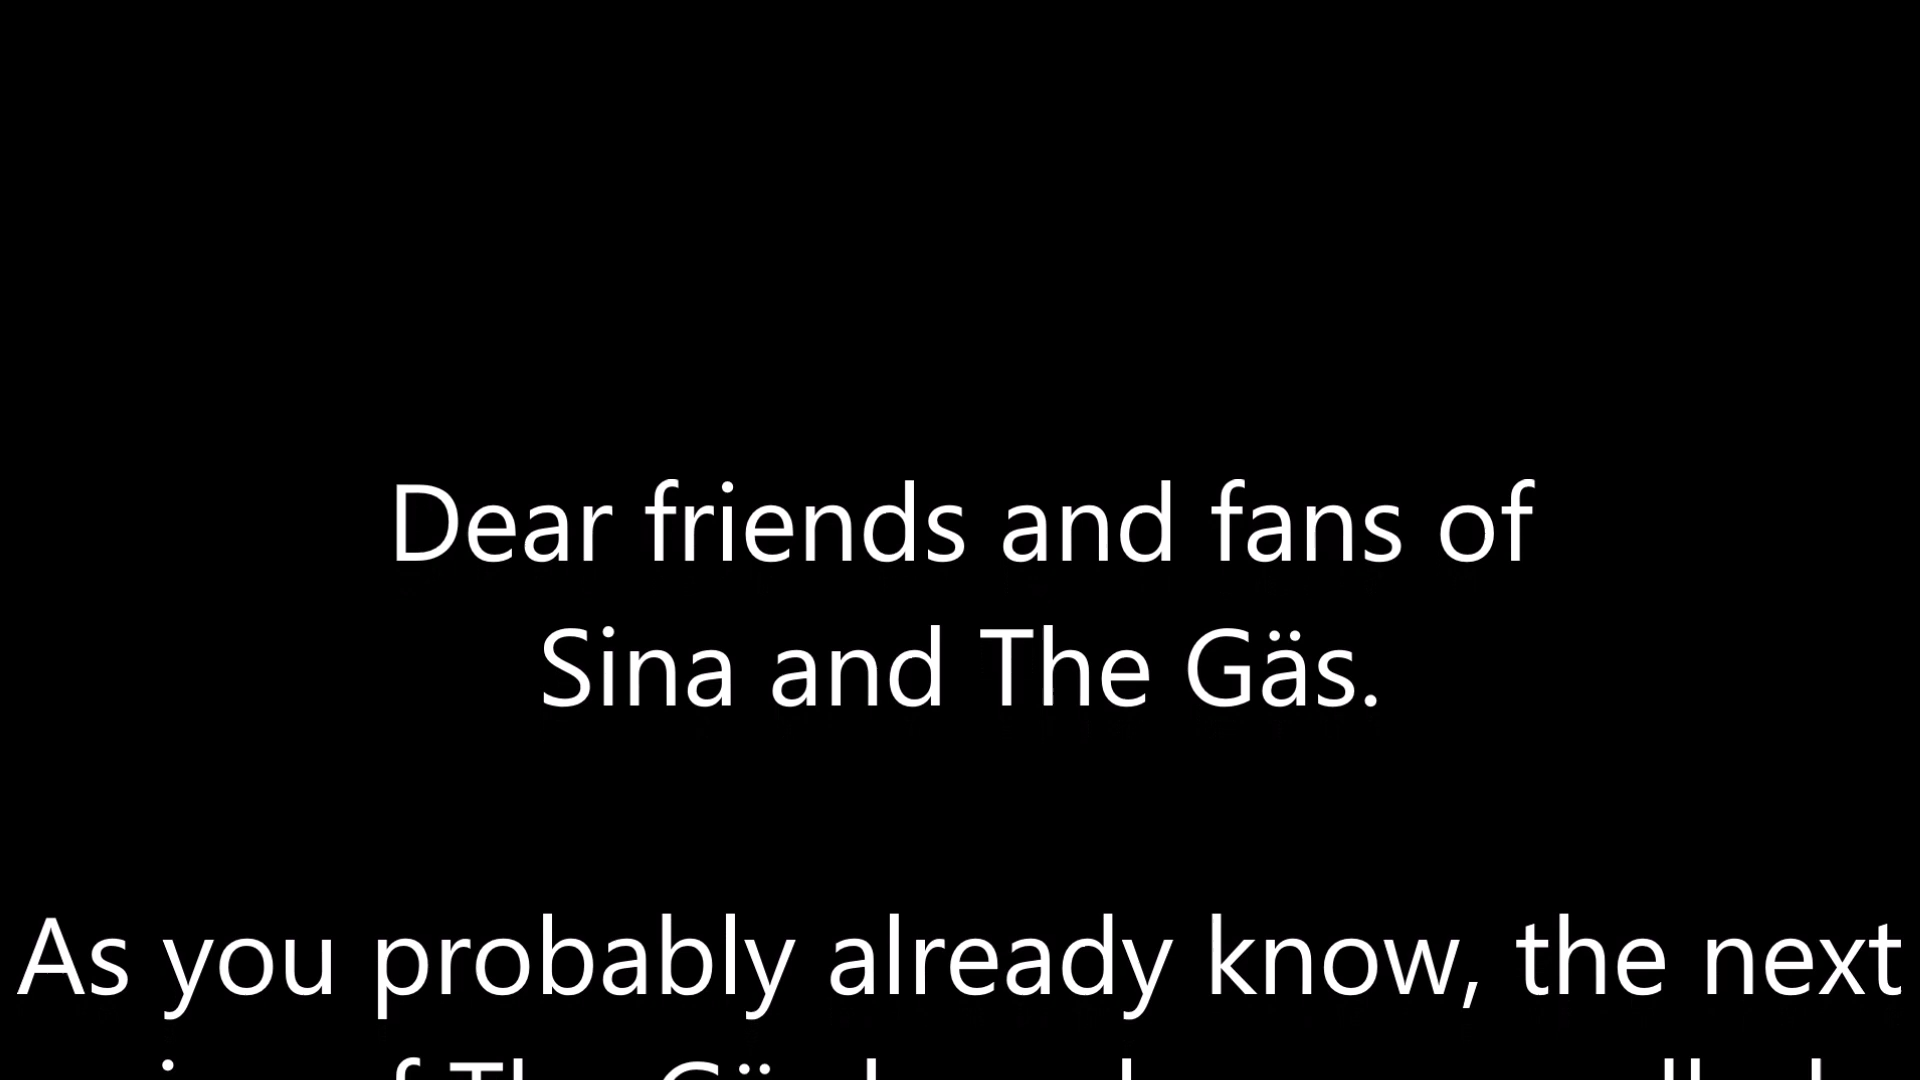 Dear friends and fans of
Sina and The Gäs.
As you probably already know, the next